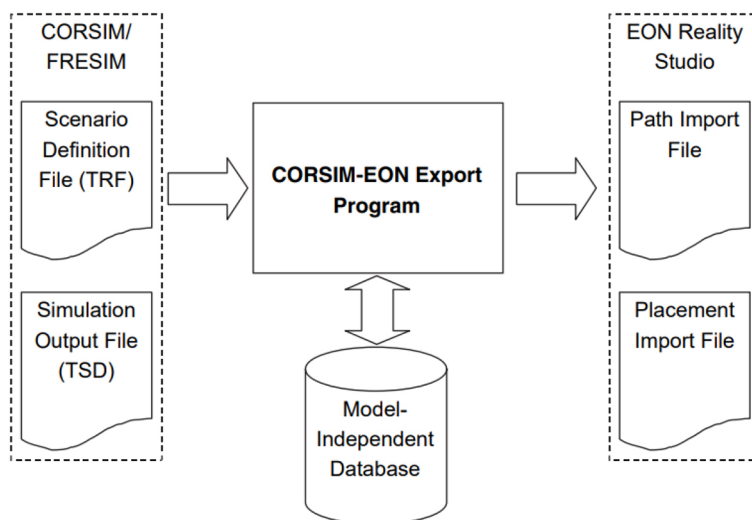 CORSIM/
FRESIM
Scenario
Definition
File (TRF)
Simulation
Output File
(TSD)
CORSIM-EON Export
Program
Model-
Independent
Database
EON Reality
Studio
Path Import
File
Placement
Import File